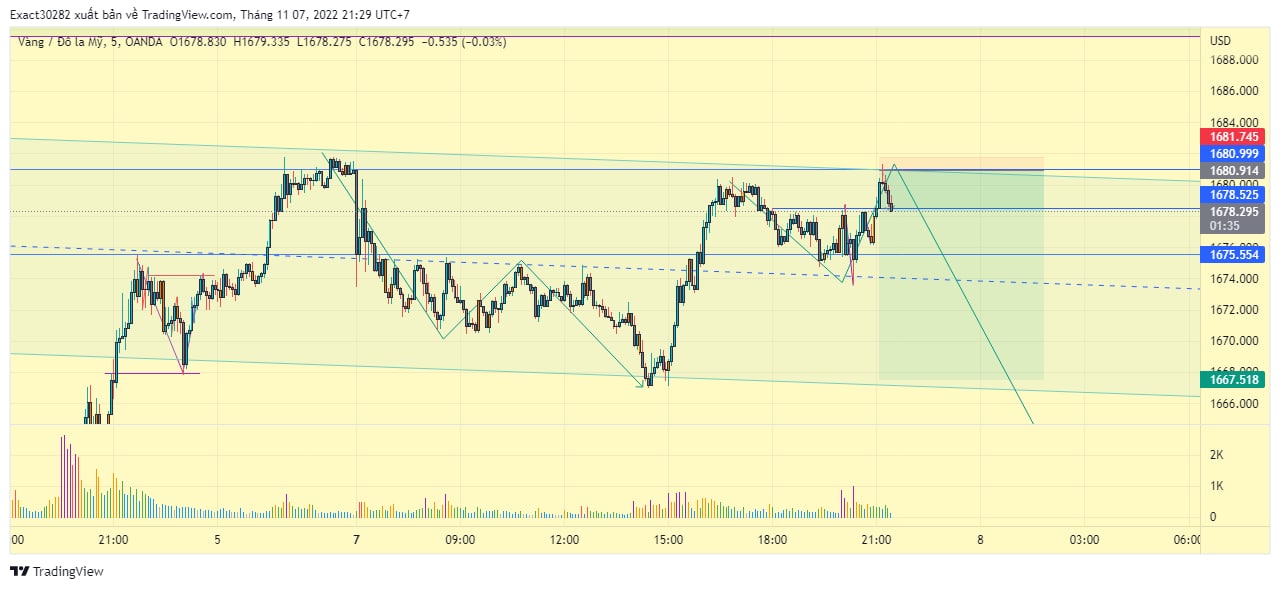 Exact30282 xuất bản về TradingView.com, Tháng 11 07, 2022 21:29 UTC+7
Vàng / Đô la Mỹ, 5, OANDA O1678.830 H1679.335 L1678.275 C1678.295 −0.535 (−0.03%)
USD
1688.000
1686.000
1684.000
1681.745
1680.999
1680.914
1680.000
1678.525
1678.295
01:35
1676.000
1675.554
1674.000
1672.000
1670.000
1668.000
1667.518
1666.000
2K
1K
0
:00 21:00 5 7 09:00 12:00 15:00 18:00 21:00 8 03:00 06:00
TradingView